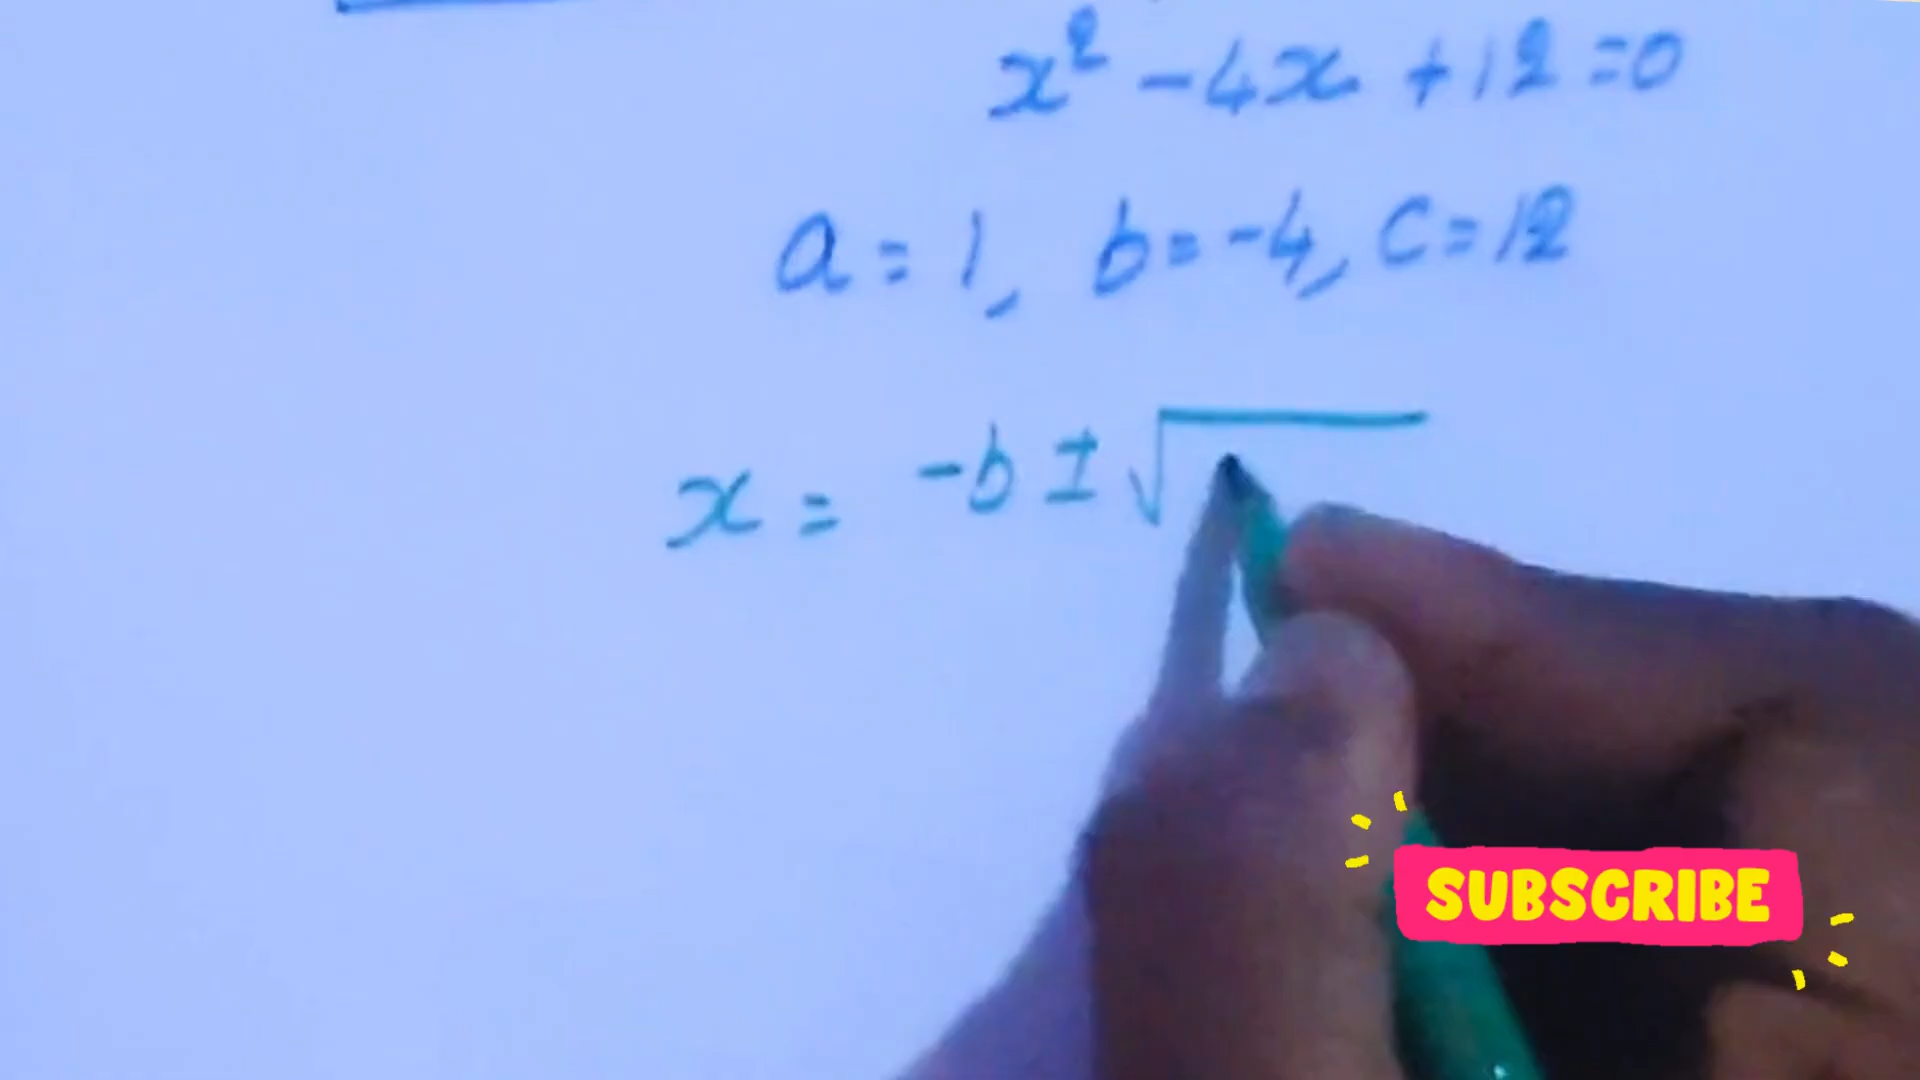 x² - 4x + 12 = 0
a = 1, b = -4, c = 12
x = -b ± √
SUBSCRIBE